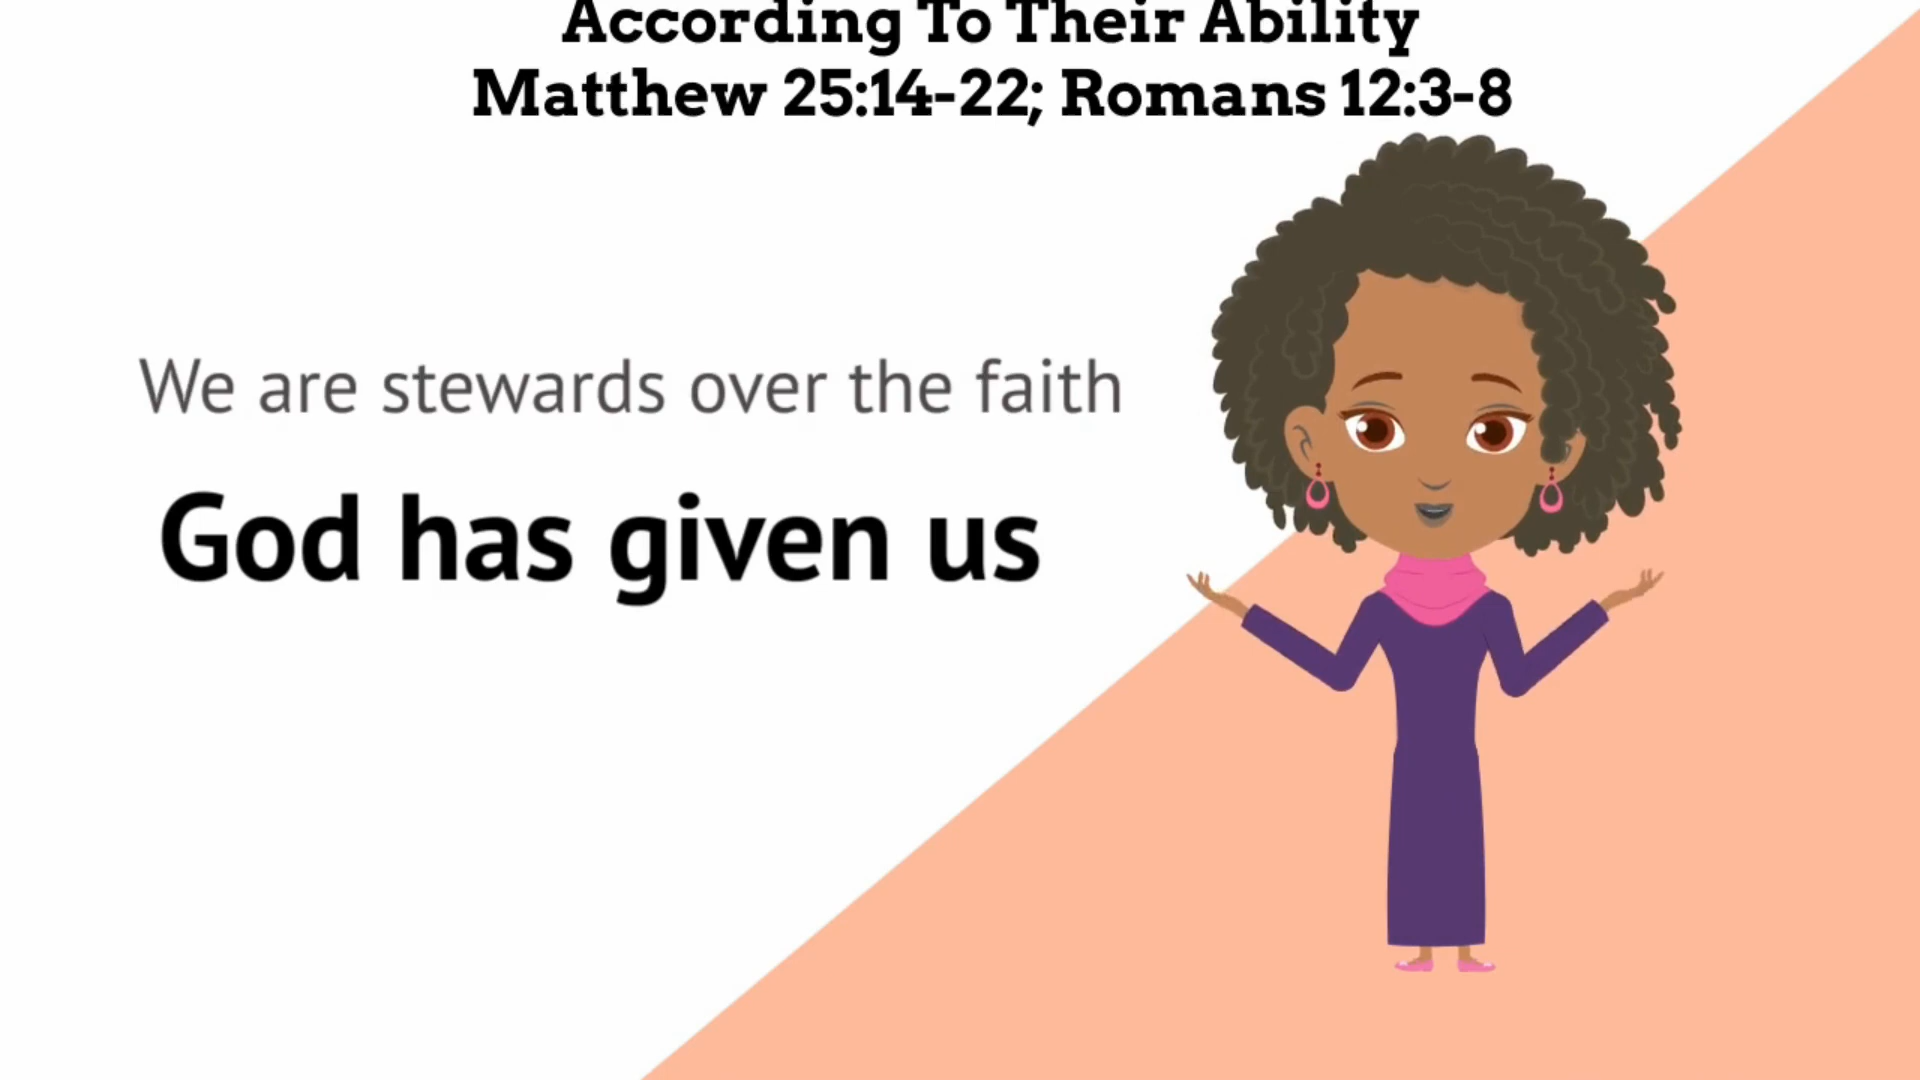 According To Their Ability
Matthew 25:14-22; Romans 12:3-8
We are stewards over the faith
God has given us